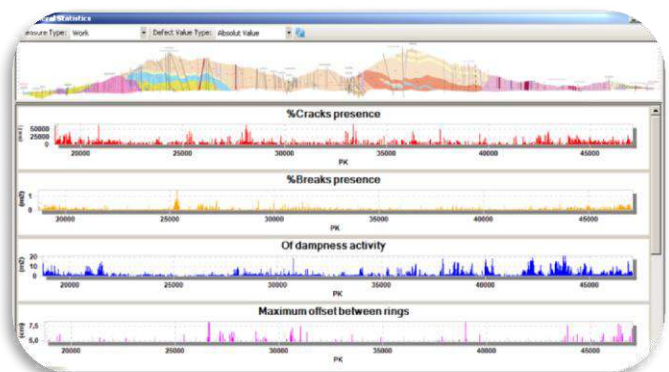 Statistics
Measure Type: Work Defect Value Type: Absolut Value
%Cracks presence
50000
25000
0
20000 25000 30000 35000 40000 45000
PK
%Breaks presence
(m2)
1
0
20000 25000 30000 35000 40000 45000
PK
Of dampness activity
(m2)
20
10
0
20000 25000 30000 35000 40000 45000
PK
Maximum offset between rings
(cm)
7,5
5,0
20000 25000 30000 35000 40000 45000
PK